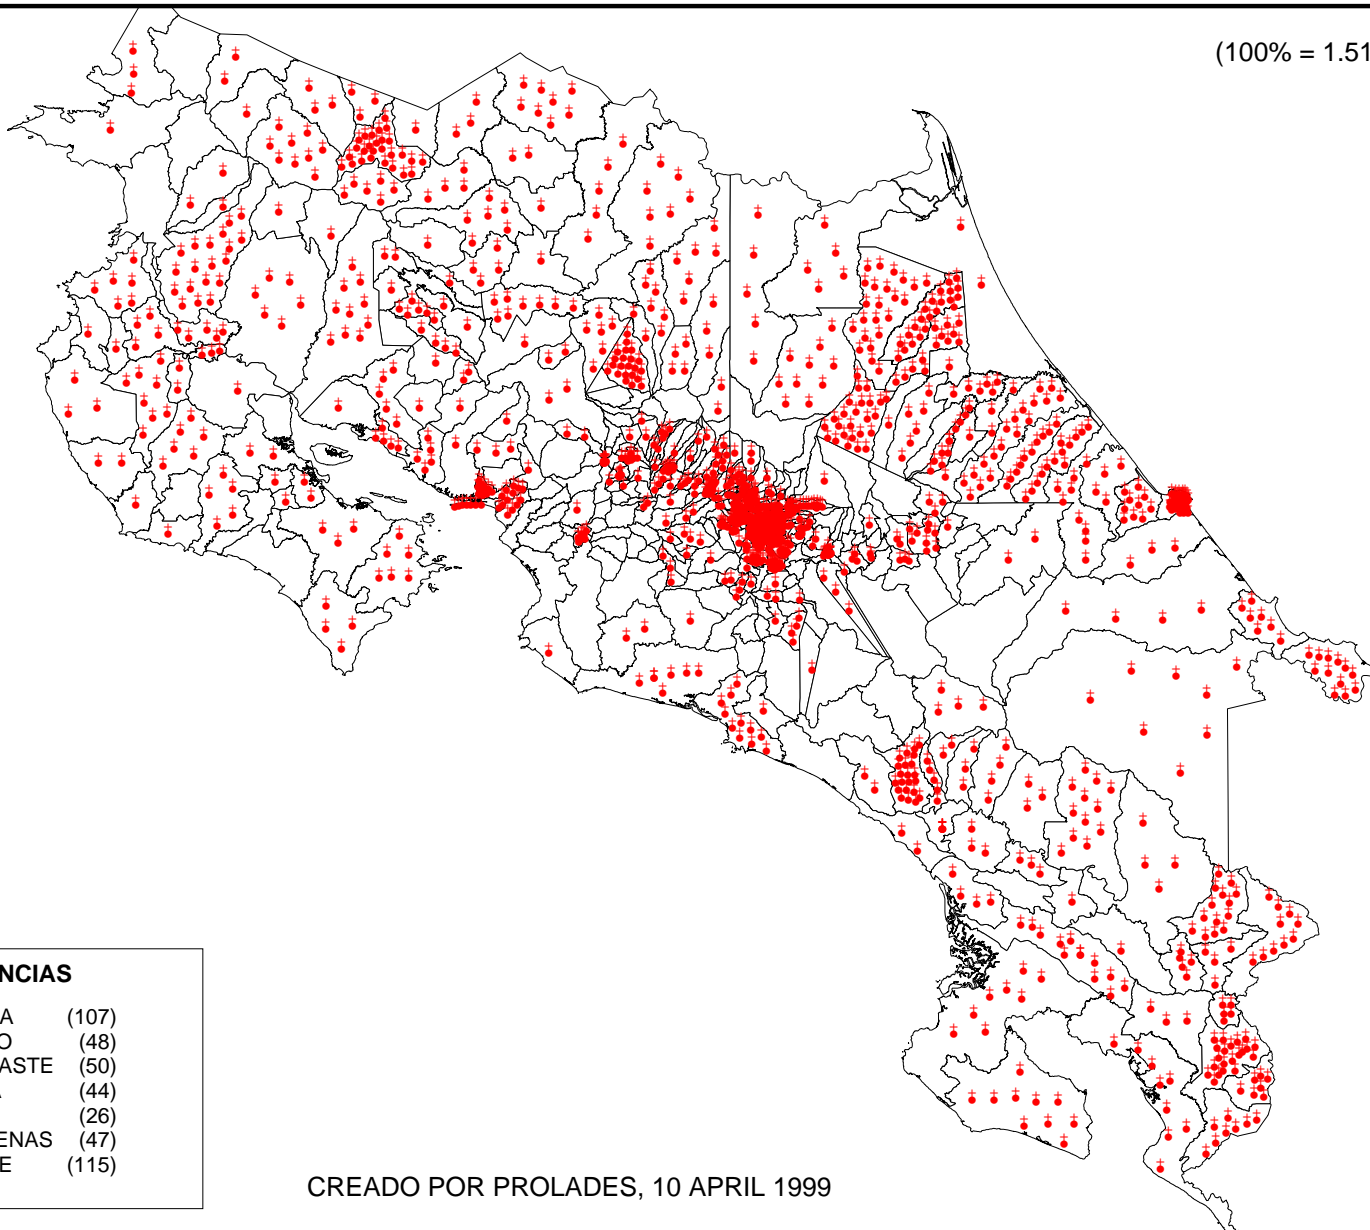 (100% = 1.51
NCIAS
A (107)
O (48)
ASTE (50)
A (44)
(26)
ENAS (47)
E (115)
CREADO POR PROLADES, 10 APRIL 1999